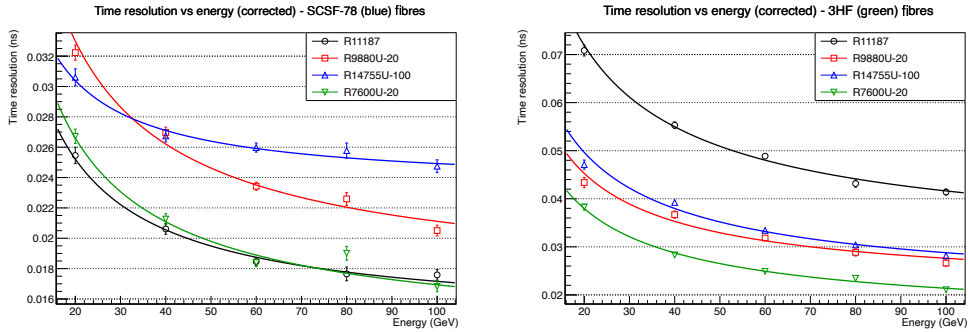 Time resolution vs energy (corrected) - SCSF-78 (blue) fibres
Time resolution (ns)
0.032
0.03
0.028
0.026
0.024
0.022
0.02
0.018
0.016
R11187
R9880U-20
R14755U-100
R7600U-20
20 30 40 50 60 70 80 90 100
Energy (GeV)
Time resolution vs energy (corrected) - 3HF (green) fibres
Time resolution (ns)
0.07
0.06
0.05
0.04
0.03
0.02
R11187
R9880U-20
R14755U-100
R7600U-20
20 30 40 50 60 70 80 90 100
Energy (GeV)